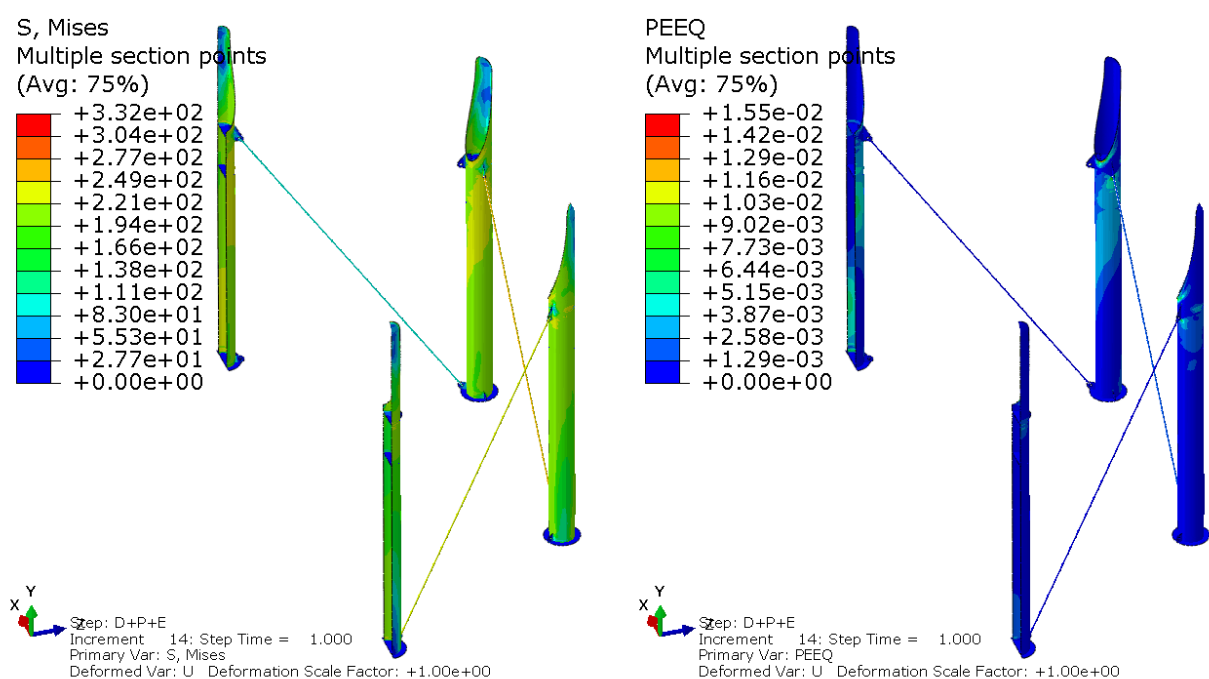 S, Mises
Multiple section points
(Avg: 75%)
+3.32e+02
+3.04e+02
+2.77e+02
+2.49e+02
+2.21e+02
+1.94e+02
+1.66e+02
+1.38e+02
+1.11e+02
+8.30e+01
+5.53e+01
+2.77e+01
+0.00e+00
Y
X
Z
Step: D+P+E
Increment 14: Step Time = 1.000
Primary Var: S, Mises
Deformed Var: U Deformation Scale Factor: +1.00e+00
PEEQ
Multiple section points
(Avg: 75%)
+1.55e-02
+1.42e-02
+1.29e-02
+1.16e-02
+1.03e-02
+9.02e-03
+7.73e-03
+6.44e-03
+5.15e-03
+3.87e-03
+2.58e-03
+1.29e-03
+0.00e+00
Y
X
Z
Step: D+P+E
Increment 14: Step Time = 1.000
Primary Var: PEEQ
Deformed Var: U Deformation Scale Factor: +1.00e+00